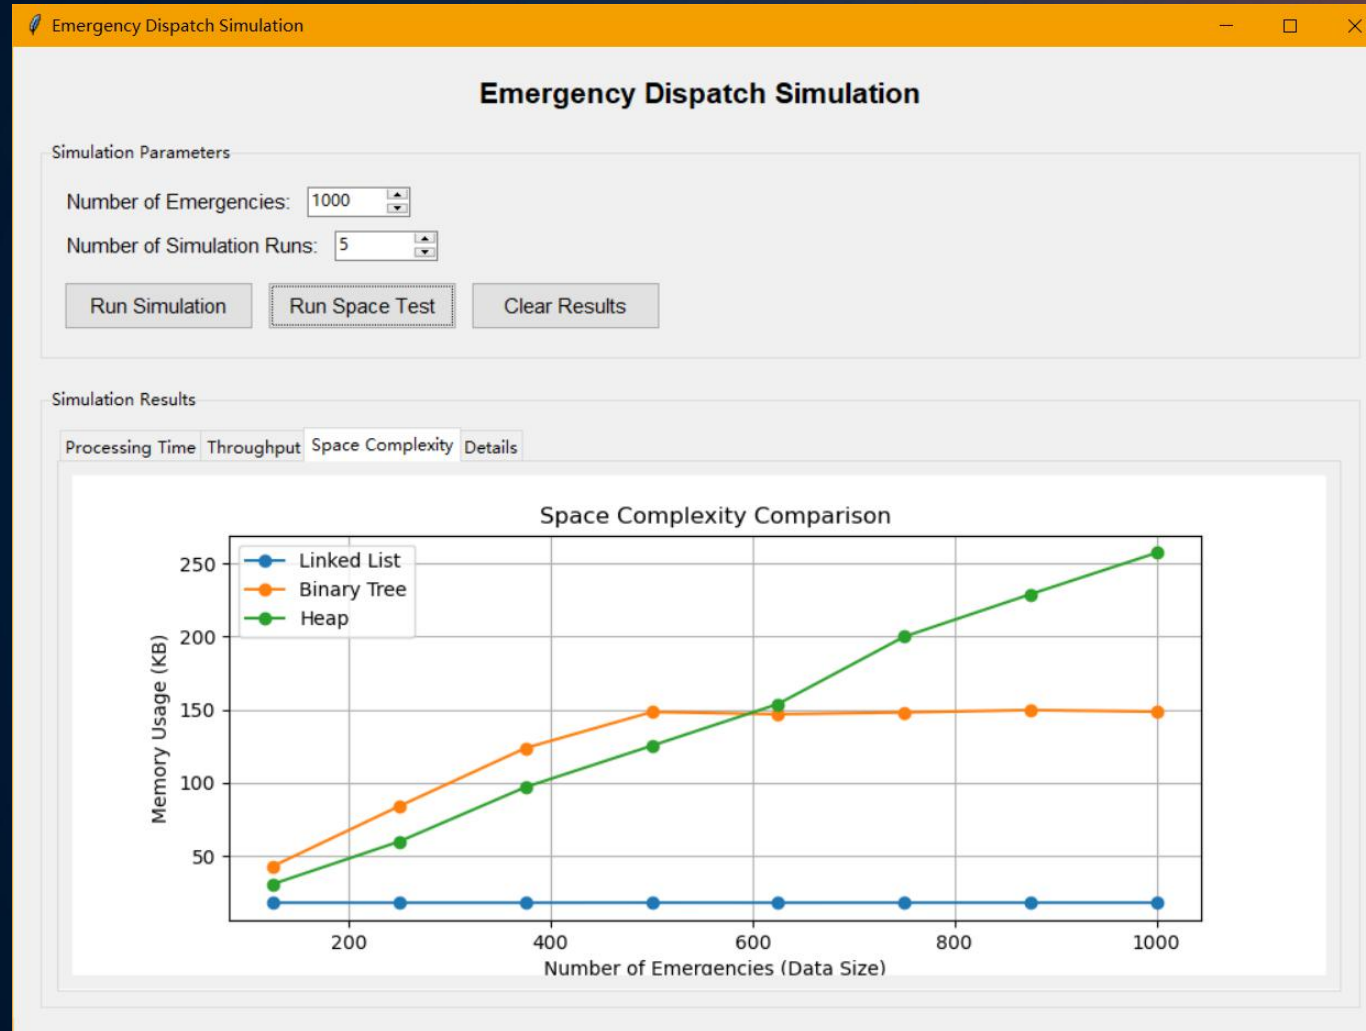 Emergency Dispatch Simulation
Emergency Dispatch Simulation
Simulation Parameters
Number of Emergencies: 1000
Number of Simulation Runs: 5
Run Simulation Run Space Test Clear Results
Simulation Results
Processing Time Throughput Space Complexity Details
Space Complexity Comparison
Linked List
Binary Tree
Heap
Memory Usage (KB)
250
200
150
100
50
200 400 600 800 1000
Number of Emergencies (Data Size)